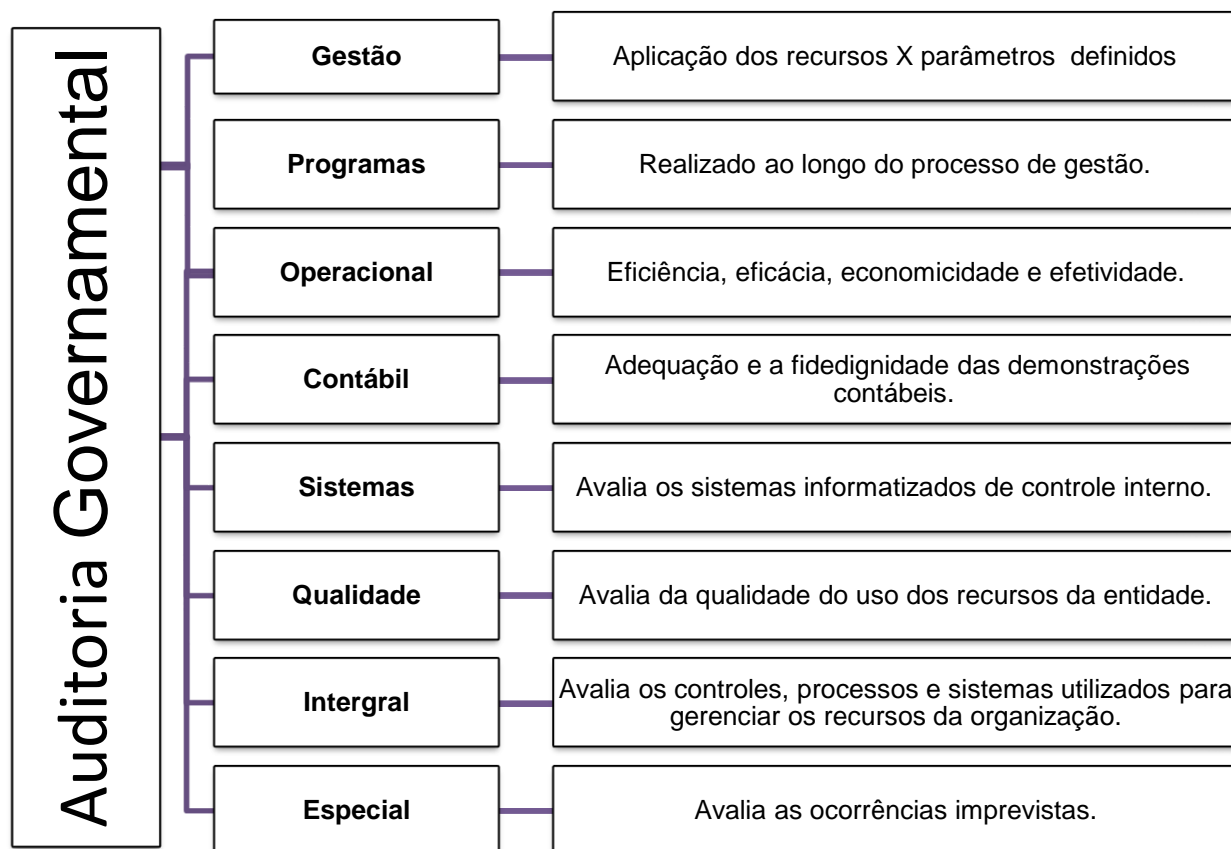 Auditoria Governamental
Gestão
Aplicação dos recursos X parâmetros definidos
Programas
Realizado ao longo do processo de gestão.
Operacional
Eficiência, eficácia, economicidade e efetividade.
Contábil
Adequação e a fidedignidade das demonstrações
contábeis.
Sistemas
Avalia os sistemas informatizados de controle interno.
Qualidade
Avalia da qualidade do uso dos recursos da entidade.
Intergral
Avalia os controles, processos e sistemas utilizados para
gerenciar os recursos da organização.
Especial
Avalia as ocorrências imprevistas.